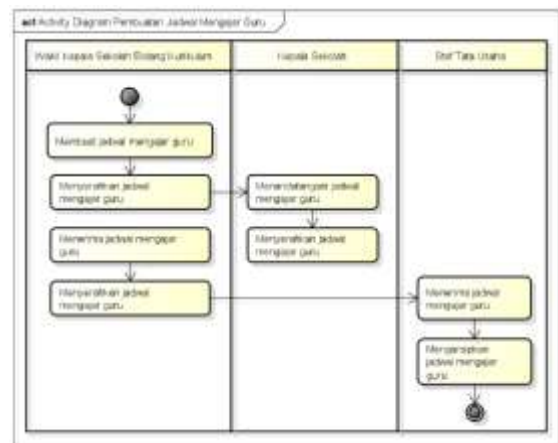 act Activity Diagram Pembuatan Jadwal Mengajar Guru
Wakil Kepala Sekolah Bidang Kurikulum
Kepala Sekolah
Staf Tata Usaha
Membuat jadwal mengajar guru
Menyerahkan jadwal
mengajar guru
Menandatangani jadwal
mengajar guru
Menerima jadwal mengajar
guru
Menyerahkan jadwal
mengajar guru
Menyerahkan jadwal
mengajar guru
Menerima jadwal
mengajar guru
Mengarsipkan
jadwal mengajar
guru